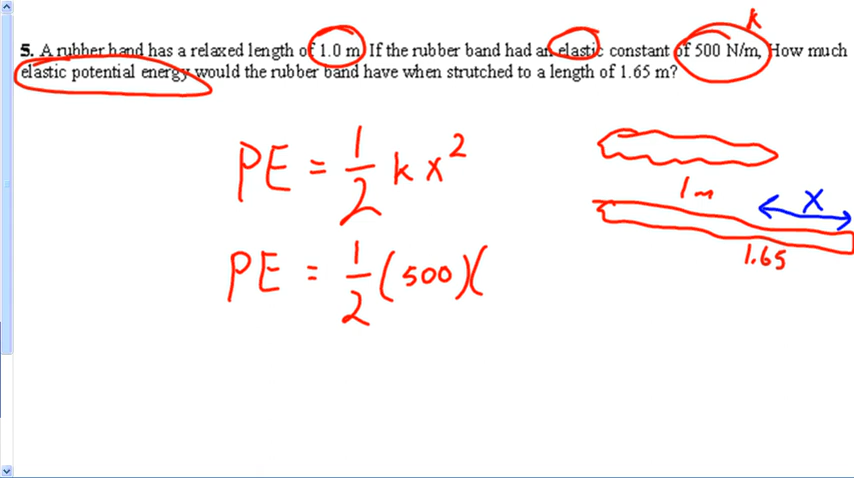 k
5. A rubber band has a relaxed length of 1.0 m. If the rubber band had an elastic constant of 500 N/m, How much
elastic potential energy would the rubber band have when strutched to a length of 1.65 m?
PE = 1/2 k x²
1 m
X
1.65
PE = 1/2 (500)(